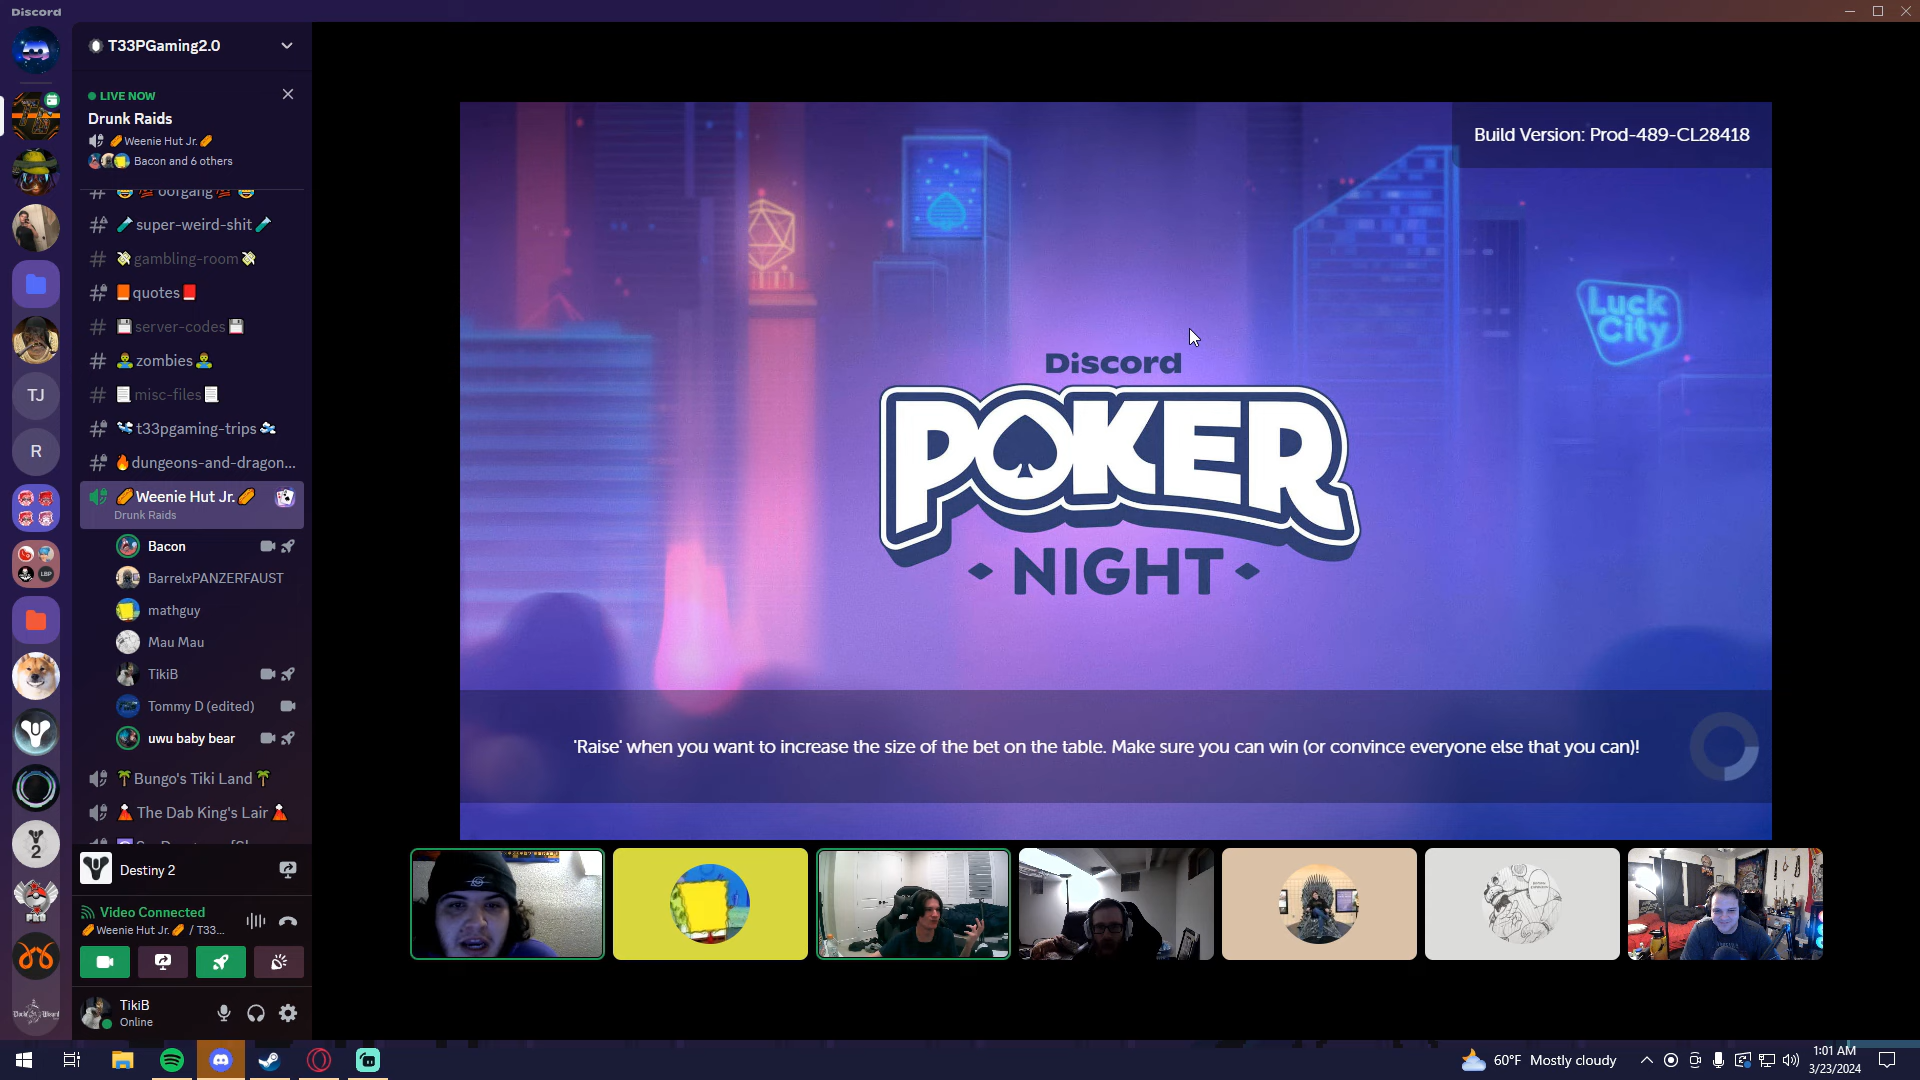 Discord
T33PGaming2.0
LIVE NOW
Drunk Raids
Weenie Hut Jr.
Bacon and 6 others
oofgang
super-weird-shit
gambling-room
quotes
server-codes
zombies
misc-files
t33pgaming-trips
dungeons-and-dragon...
Weenie Hut Jr.
Drunk Raids
Bacon
BarrelxPANZERFAUST
mathguy
Mau Mau
TikiB
Tommy D (edited)
uwu baby bear
Bungo's Tiki Land
The Dab King's Lair
TJ
R
Destiny 2
Video Connected
Weenie Hut Jr. / T33...
TikiB
Online
Build Version: Prod-489-CL28418
Luck
City
Discord
POKER
NIGHT
'Raise' when you want to increase the size of the bet on the table. Make sure you can win (or convince everyone else that you can)!
60°F Mostly cloudy
1:01 AM
3/23/2024